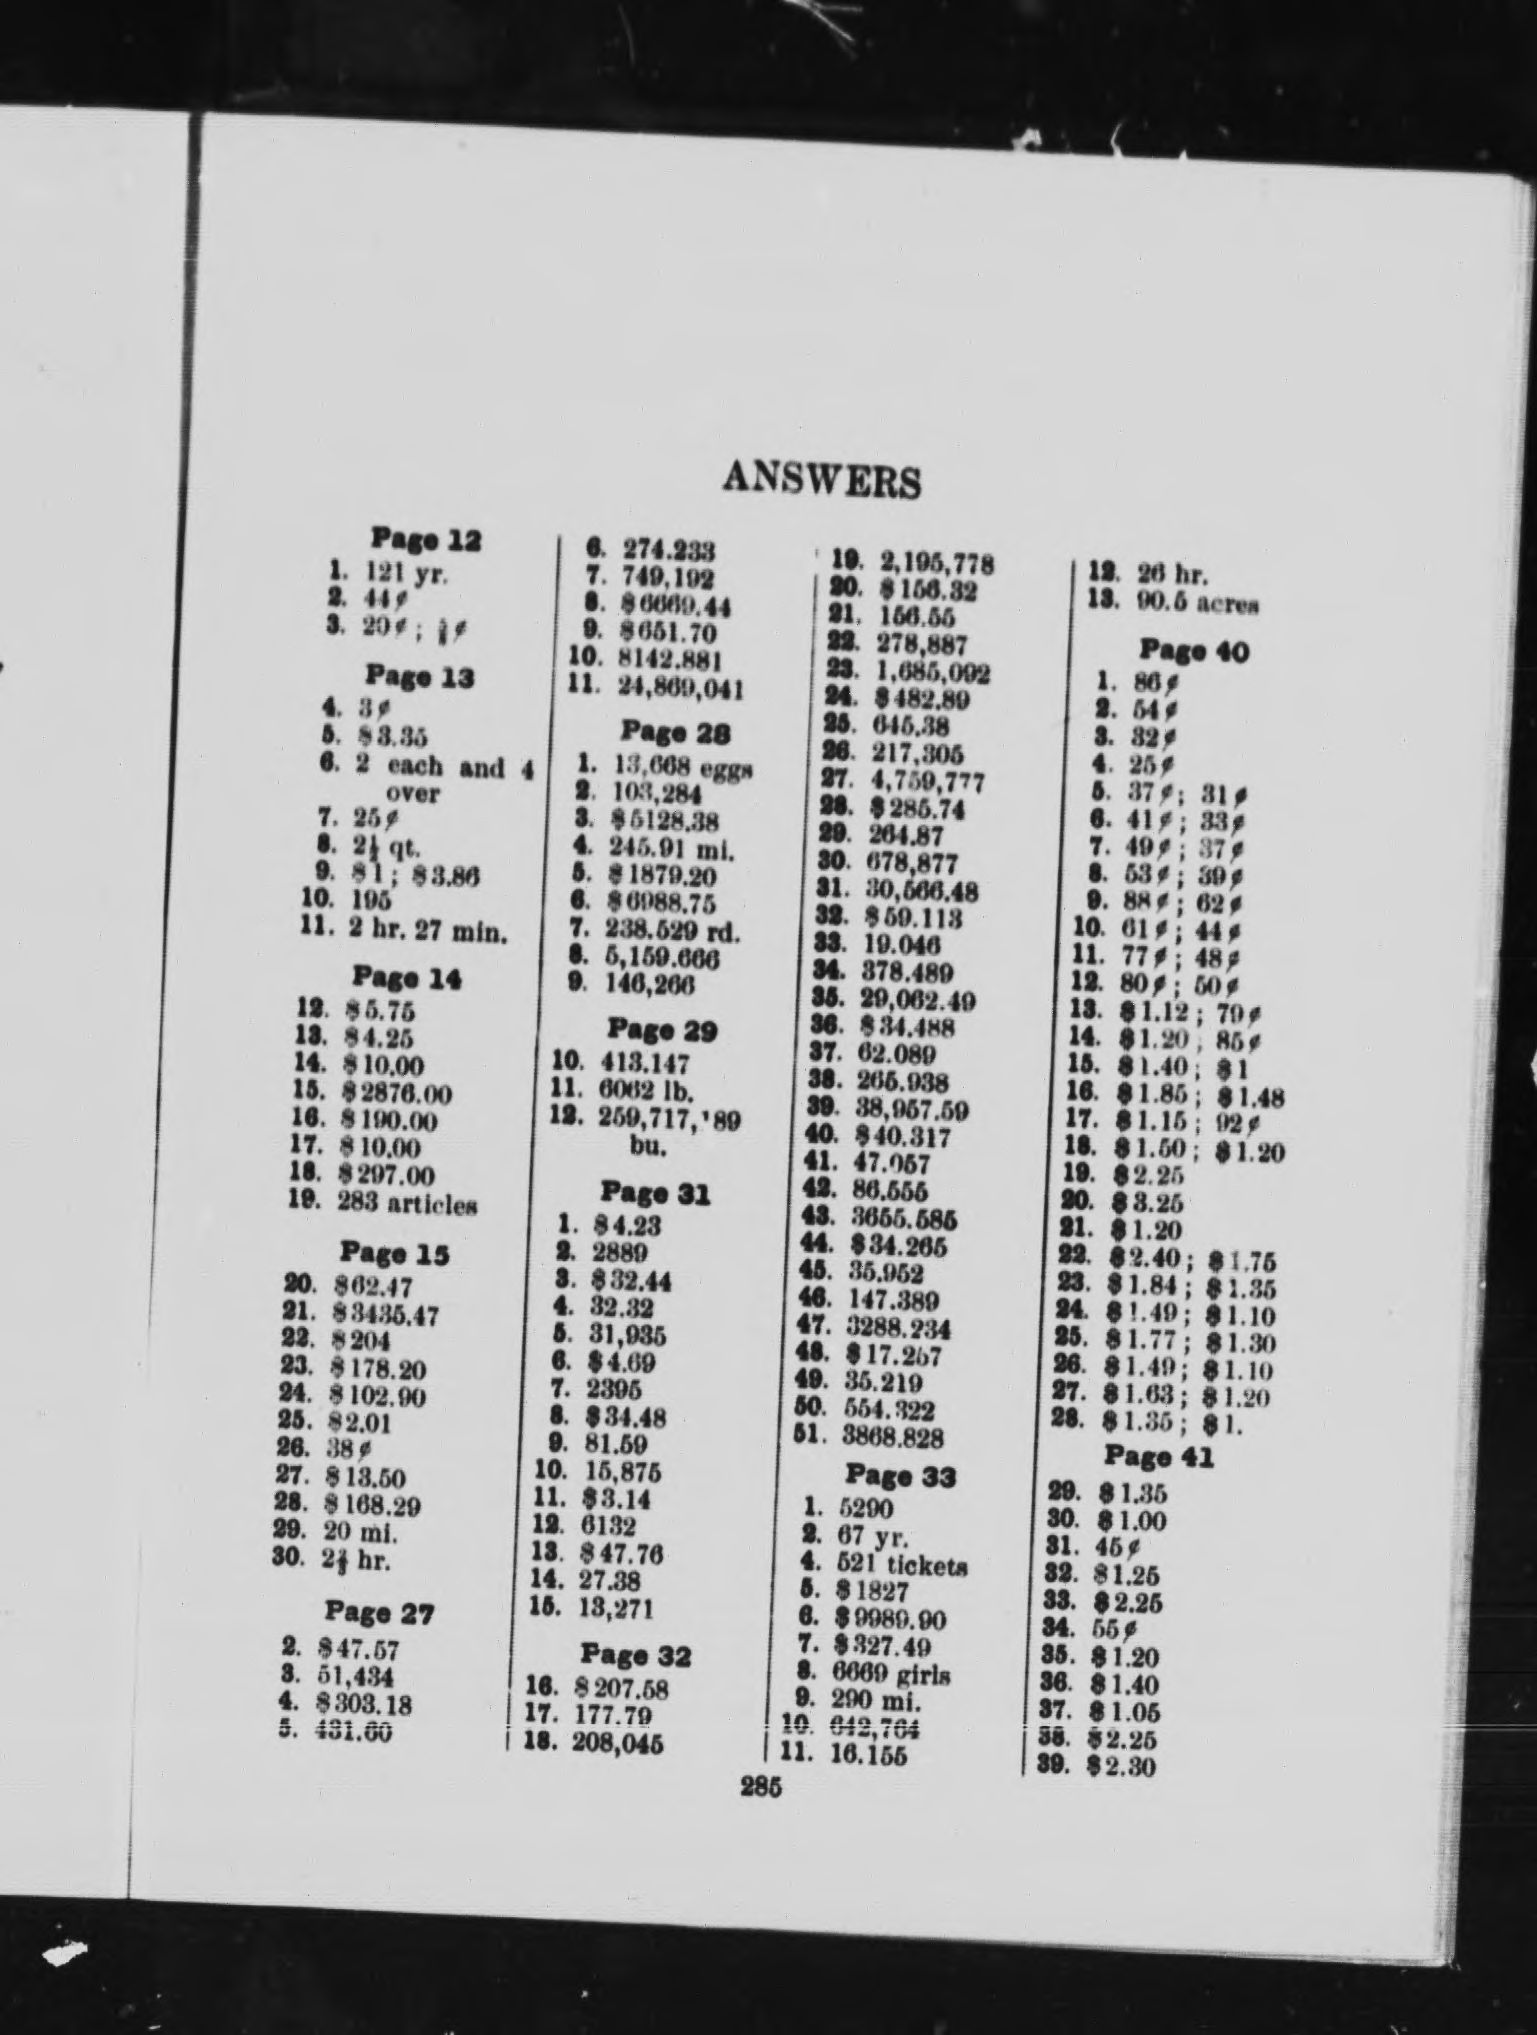 ANSWERS
Page 12
1. 121 yr.
2. 44¢
3. 20¢;
Page 13
4. 3¢
5. $3.35
6. 2 each and 4
over
7. 25¢
8. 2½ qt.
9. $1; $3.86
10. 195
11. 2 hr. 27 min.
Page 14
12. $5.75
13. $4.25
14. $10.00
15. $2876.00
16. $190.00
17. $10.00
18. $297.00
19. 283 articles
Page 15
20. $62.47
21. $3435.47
22. $204
23. $178.20
24. $102.90
25. $2.01
26. 38¢
27. $13.50
28. $168.29
29. 20 mi.
30. hr.
Page 27
2. $47.57
3. 51,434
4. $303.18
5. 431.60
6. 274.233
7. 749,192
8. $6669.44
9. $651.70
10. 8142.881
11. 24,869,041
Page 28
1. 13,668 eggs
2. 103,284
3. $5128.38
4. 245.91 mi.
5. $1879.20
6. $6988.75
7. 238.529 rd.
8. 5,159.666
9. 146,266
Page 29
10. 413.147
11. 6062 lb.
12. 259,717,'89
bu.
Page 31
1. $4.23
2. 2889
3. $32.44
4. 32.32
5. 31,935
6. $4.69
7. 2395
8. $34.48
9. 81.59
10. 15,875
11. $3.14
12. 6132
13. $47.76
14. 27.38
15. 13,271
Page 32
16. $207.58
17. 177.79
18. 208,045
19. 2,195,778
20. $156.32
21. 156.55
22. 278,887
23. 1,685,092
24. $482.89
25. 645.38
26. 217,305
27. 4,759,777
28. $285.74
29. 264.87
30. 678,877
31. 30,566.48
32. $59.113
33. 19.046
34. 378.489
35. 29,062.49
36. $34.488
37. 62.089
38. 265.938
39. 38,957.59
40. $40.317
41. 47.057
42. 86.555
43. 3655.585
44. $34.265
45. 35.952
46. 147.389
47. 3288.234
48. $17.257
49. 35.219
50. 554.322
51. 3868.828
Page 33
1. 5290
2. 67 yr.
4. 521 tickets
5. $1827
6. $9989.90
7. $327.49
8. 6669 girls
9. 290 mi.
10. 642,764
11. 16.155
12. 26 hr.
13. 90.5 acres
Page 40
1. 86¢
2. 54¢
3. 32¢
4. 25¢
5. 37¢; 31¢
6. 41¢; 33¢
7. 49¢; 37¢
8. 53¢; 39¢
9. 88¢; 62¢
10. 61¢; 44¢
11. 77¢; 48¢
12. 80¢; 50¢
13. $1.12; 79¢
14. $1.20; 85¢
15. $1.40; $1
16. $1.85; $1.48
17. $1.15; 92¢
18. $1.50; $1.20
19. $2.25
20. $3.25
21. $1.20
22. $2.40; $1.75
23. $1.84; $1.35
24. $1.49; $1.10
25. $1.77; $1.30
26. $1.49; $1.10
27. $1.63; $1.20
28. $1.35; $1.
Page 41
29. $1.35
30. $1.00
31. 45¢
32. $1.25
33. $2.25
34. 55¢
35. $1.20
36. $1.40
37. $1.05
38. $2.25
39. $2.30
285